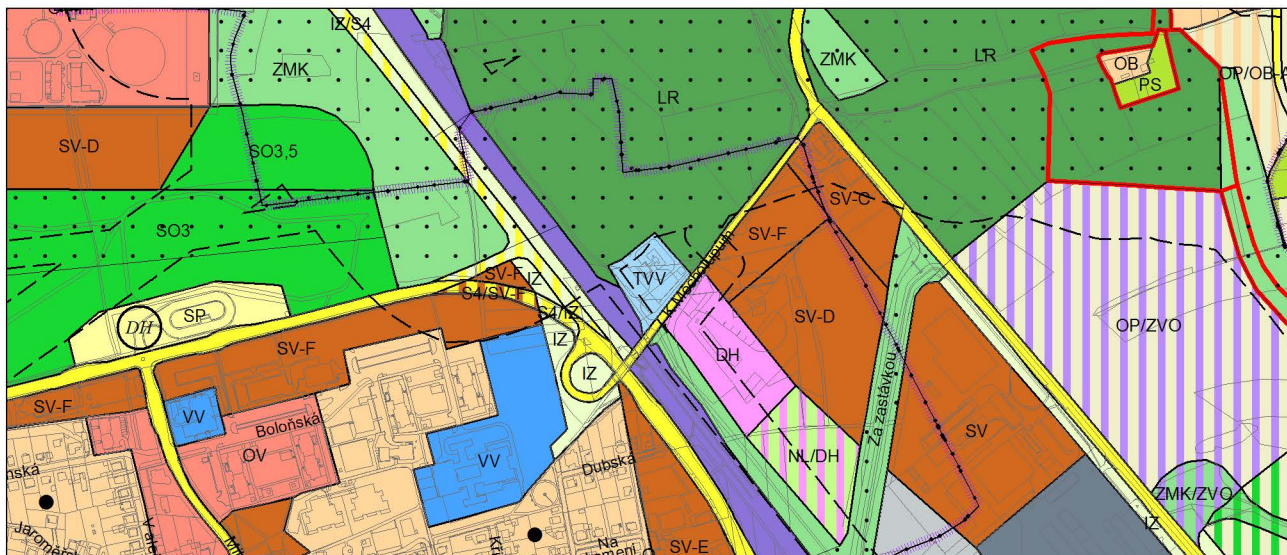 IZ/S4
ZMK
LR
ZMK
LR
OB
PS
OP/OB-A
SV-D
SO3,5
SO3
SV-C
SV-F
K Měcholupům
TVV
SV-F
IZ
S4/SV-F
S4/IZ
IZ
IZ
SP
DH
SV-F
SV-D
DH
OP/ZVO
Za zastávkou
SV-F
VV
Boloňská
OV
VV
Dubská
NL/DH
SV
ZMK/ZVO
IZ
Na
SV-E